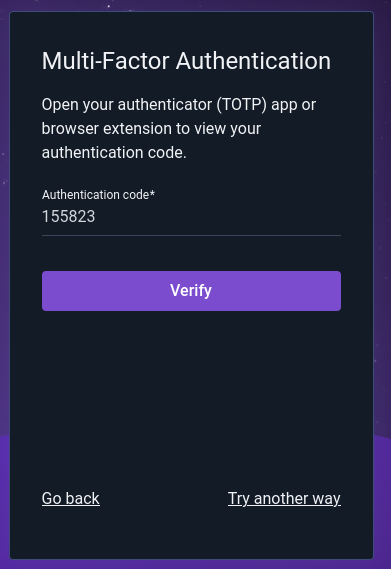 Multi-Factor Authentication
Open your authenticator (TOTP) app or
browser extension to view your
authentication code.
Authentication code*
155823
Verify
Go back
Try another way